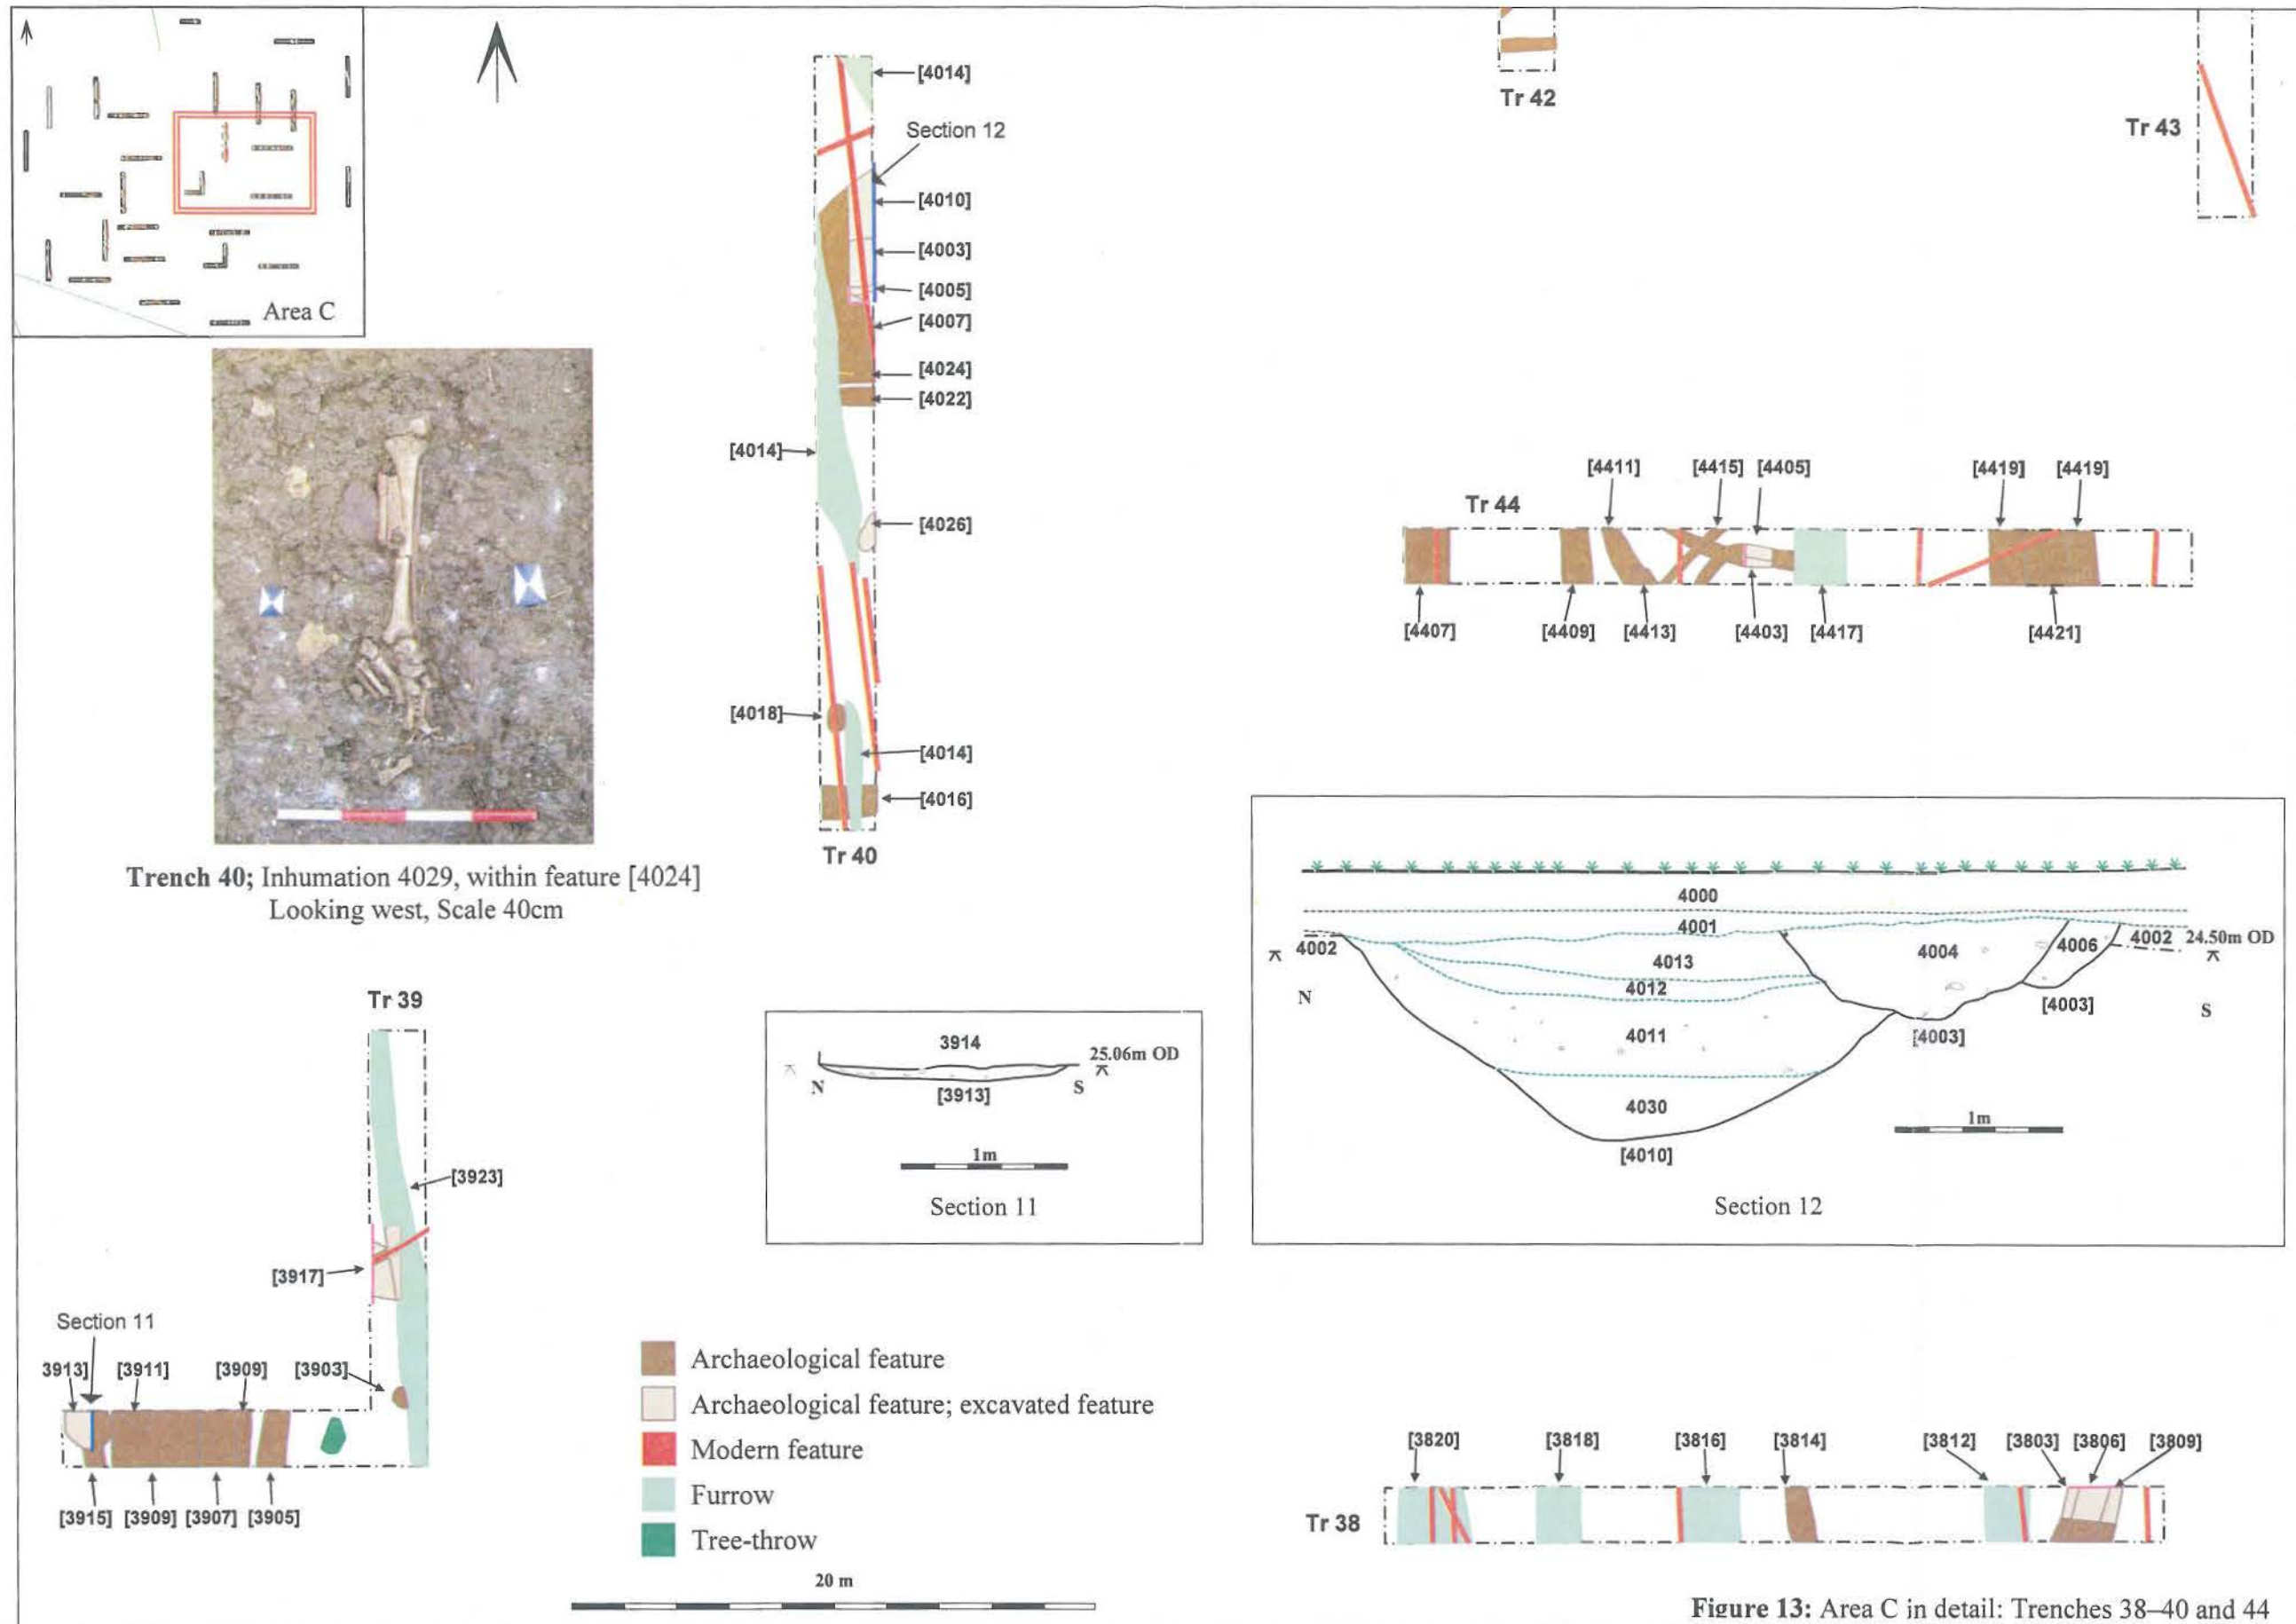 Area C
[4014]
Section 12
[4010]
[4003]
[4005]
[4007]
[4024]
[4022]
[4014]
[4026]
[4018]
[4014]
[4016]
Tr 40
Tr 42
Tr 43
Tr 44
[4411]
[4415]
[4405]
[4419]
[4419]
[4407]
[4409]
[4413]
[4403]
[4417]
[4421]
Trench 40; Inhumation 4029, within feature [4024]
Looking west, Scale 40cm
4000
4001
4002
4013
4004
4006
4002
24.50m OD
4012
N
[4003]
S
4011
[4003]
4030
1m
[4010]
Section 12
3914
25.06m OD
N
[3913]
S
1m
Section 11
Tr 39
[3923]
[3917]
Section 11
3913]
[3911]
[3909]
[3903]
[3915]
[3909]
[3907]
[3905]
Archaeological feature
Archaeological feature; excavated feature
Modern feature
Furrow
Tree-throw
20 m
[3820]
[3818]
[3816]
[3814]
[3812]
[3803]
[3806]
[3809]
Tr 38
Figure 13: Area C in detail: Trenches 38–40 and 44